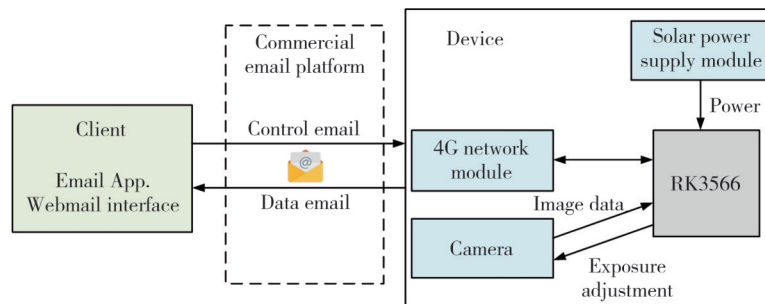 Commercial
email platform
Device
Solar power
supply module
Power
Client
Email App.
Webmail interface
Control email
@
Data email
4G network
module
RK3566
Image data
Camera
Exposure
adjustment